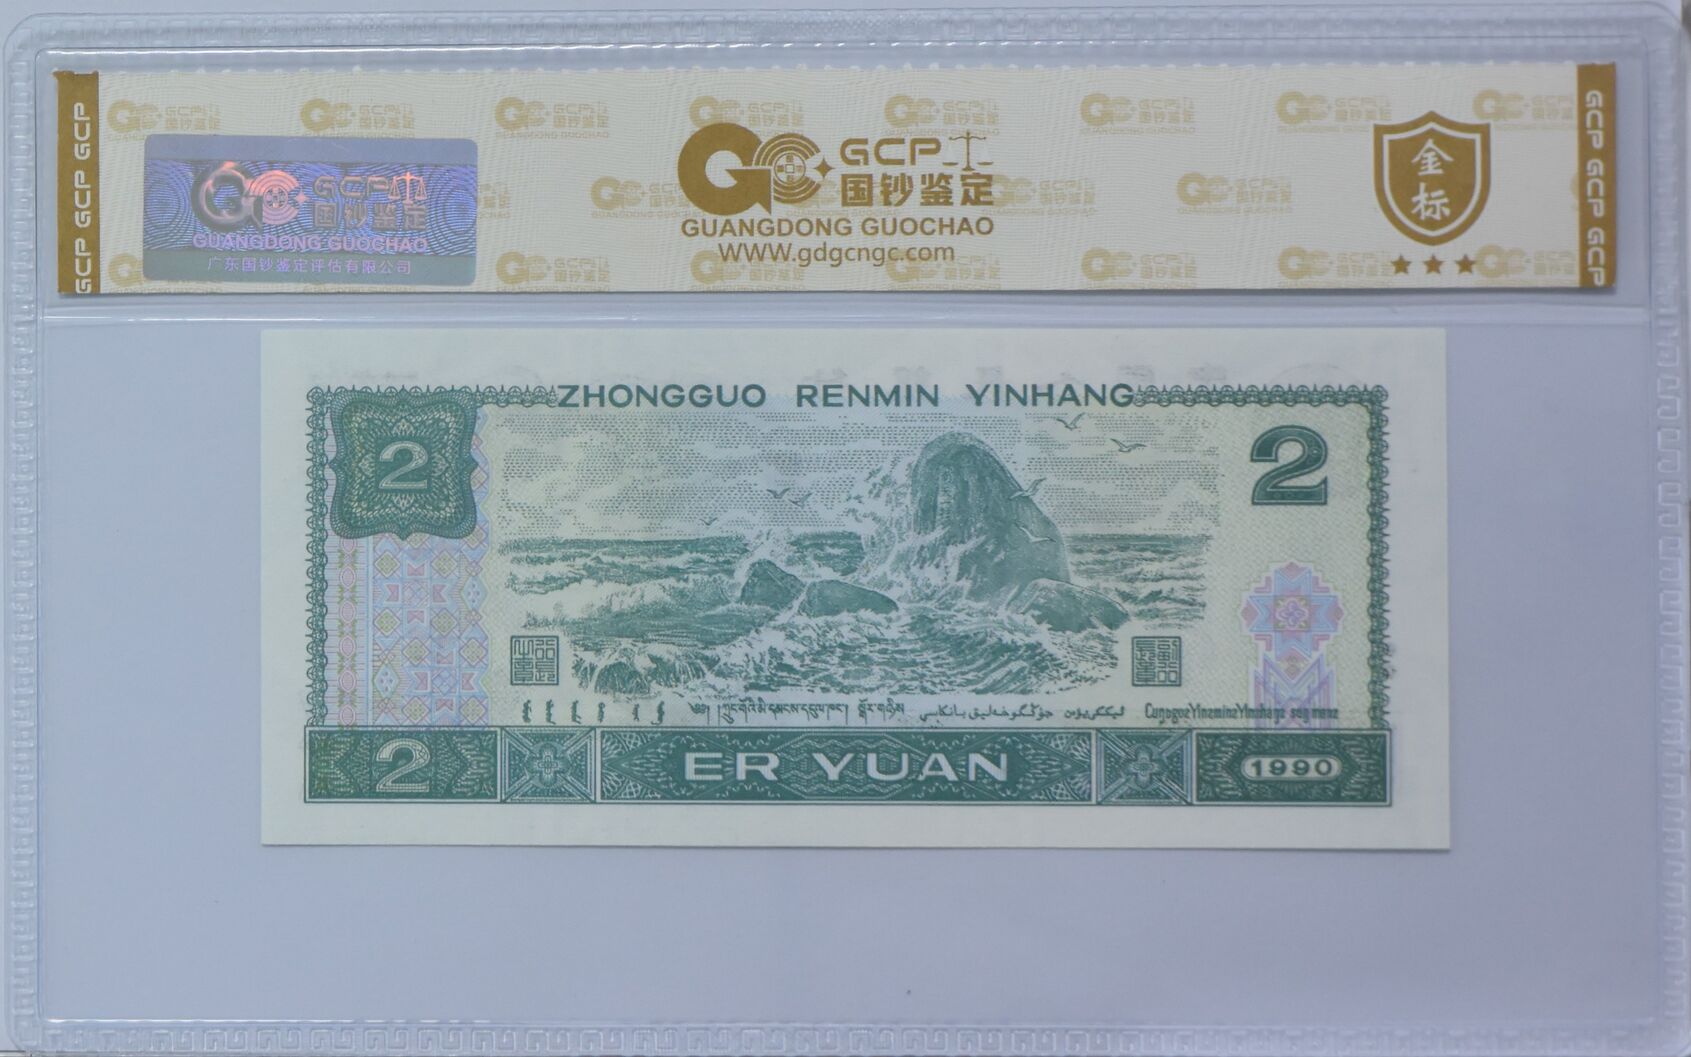 GCP GCP GCP
GCP 国钞鉴定
GUANGDONG GUOCHAO
广东国钞鉴定评估有限公司
GCP 国钞鉴定
GUANGDONG GUOCHAO
WWW.gdgcngc.com
金标
GCP GCP GCP
ZHONGGUO RENMIN YINHANG
2
2
2
ER YUAN
1990